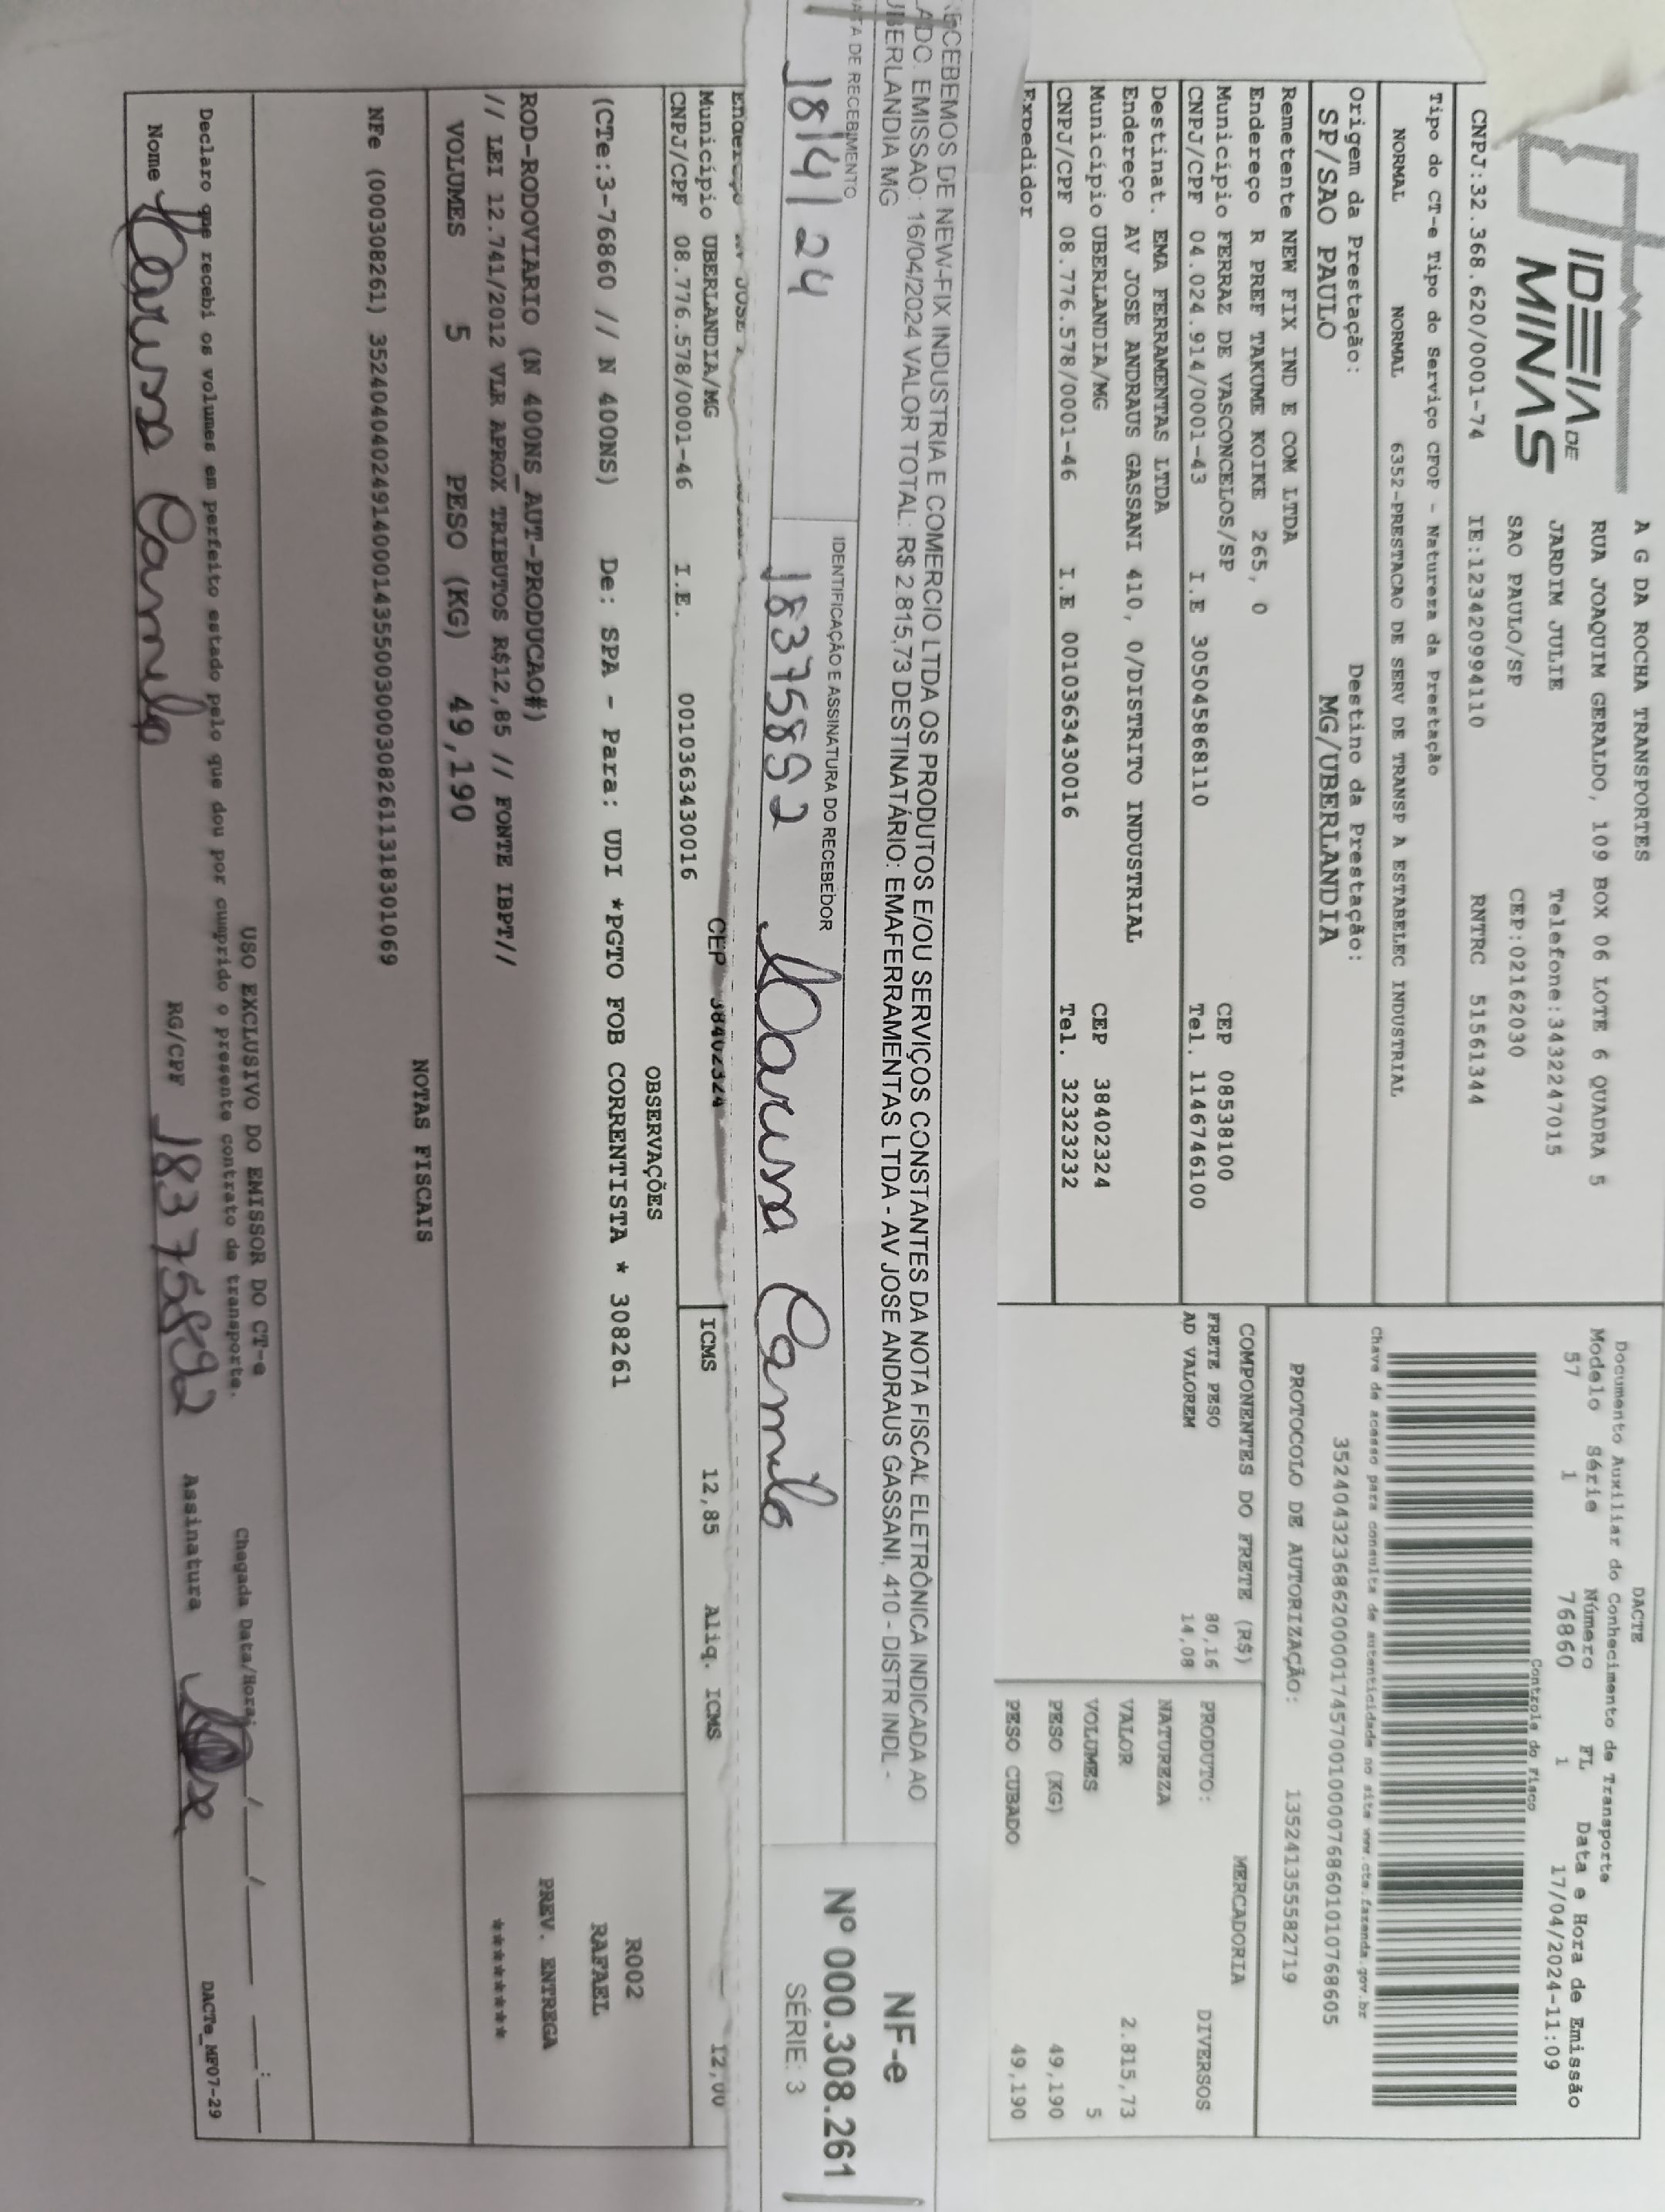 IDEIA DE
MINAS
A G DA ROCHA TRANSPORTES
RUA JOAQUIM GERALDO, 109 BOX 06 LOTE 6 QUADRA 5
JARDIM JULIE Telefone:3432247015
SAO PAULO/SP CEP:02162030
CNPJ:32.368.620/0001-74 IE:123420994110 RNTRC 51561344
DACTE
Documento Auxiliar do Conhecimento de Transporte
Modelo Série Número FL Data e Hora de Emissão
57 1 76860 1 17/04/2024-11:09
Controle do Fisco
Chave de acesso para consulta de autenticidade no site www.cte.fazenda.gov.br
35240432368620000174570010000768601010768605
PROTOCOLO DE AUTORIZAÇÃO: 135241355582719
Tipo do CT-e Tipo do Serviço CFOP - Natureza da Prestação
NORMAL NORMAL 6352-PRESTACAO DE SERV DE TRANSP A ESTABELEC INDUSTRIAL
Origem da Prestação: Destino da Prestação:
SP/SAO PAULO MG/UBERLANDIA
Remetente NEW FIX IND E COM LTDA
Endereço R PREF TAKUME KOIKE 265, 0
Município FERRAZ DE VASCONCELOS/SP CEP 08538100
CNPJ/CPF 04.024.914/0001-43 I.E 305045868110 Tel. 1146746100
Destinat. EMA FERRAMENTAS LTDA
Endereço AV JOSE ANDRAUS GASSANI 410, 0/DISTRITO INDUSTRIAL
Município UBERLANDIA/MG CEP 38402324
CNPJ/CPF 08.776.578/0001-46 I.E 0010363430016 Tel. 32323232
Expedidor
COMPONENTES DO FRETE (R$)
FRETE PESO 80,16
AD VALOREM 14,08
MERCADORIA
PRODUTO: DIVERSOS
NATUREZA
VALOR 2.815,73
VOLUMES 5
PESO (KG) 49,190
PESO CUBADO 49,190
RECEBEMOS DE NEW-FIX INDUSTRIA E COMERCIO LTDA OS PRODUTOS E/OU SERVIÇOS CONSTANTES DA NOTA FISCAL ELETRÔNICA INDICADA AO
LADO. EMISSÃO: 16/04/2024 VALOR TOTAL: R$ 2.815,73 DESTINATÁRIO: EMAFERRAMENTAS LTDA - AV JOSE ANDRAUS GASSANI, 410 - DISTR INDL -
UBERLANDIA MG
DATA DE RECEBIMENTO IDENTIFICAÇÃO E ASSINATURA DO RECEBEDOR
18/4/24 18375892 Camilo
NF-e
Nº 000.308.261
SÉRIE: 3
CEP 38402324
Município UBERLANDIA/MG
CNPJ/CPF 08.776.578/0001-46 I.E. 0010363430016
ICMS 12,85 Aliq. ICMS 12,00
OBSERVAÇÕES
(CTe:3-76860 // N 400NS) De: SPA - Para: UDI *PGTO FOB CORRENTISTA * 308261
ROD-RODOVIARIO (N 400NS_AUT-PRODUCAO#)
// LEI 12.741/2012 VLR APROX TRIBUTOS R$12,85 // FONTE IBPT//
VOLUMES 5 PESO (KG) 49,190
R002
RAFAEL
PREV. ENTREGA
********
NOTAS FISCAIS
NFe (000308261) 35240404024914000143550030003082611318301069
USO EXCLUSIVO DO EMISSOR DO CT-e
Declaro que recebi os volumes em perfeito estado pelo que dou por cumprido o presente contrato de transporte.
Chegada Data/Hora: __/__/____ __:__
Nome Camilo RG/CPF 18375892 Assinatura
DACTe_MF07-29